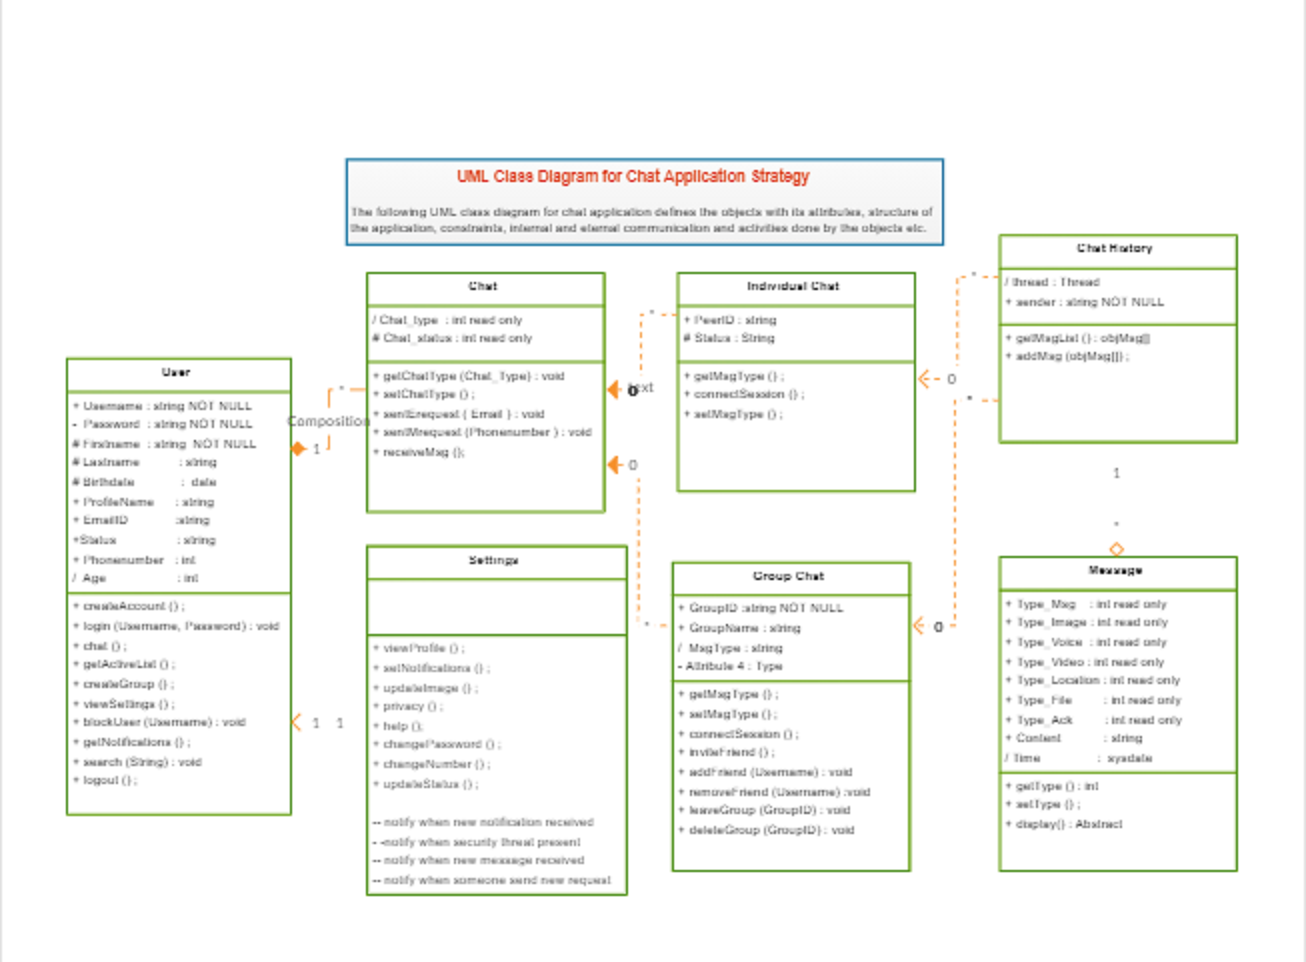 UML Class Diagram for Chat Application Strategy
The following UML class diagram for chat application defines the objects with its attributes, structure of
the application, constraints, internal and eternal communication and activities done by the objects etc.
User
+ Username : string NOT NULL
- Password : string NOT NULL
# Firstname : string NOT NULL
# Lastname : string
# Birthdate : date
+ ProfileName : string
+ EmailID :string
+Status : string
+ Phonenumber : int
/ Age : int
+ createAccount () ;
+ login (Username, Password) : void
+ chat () ;
+ getActiveList () ;
+ createGroup () ;
+ viewSettings () ;
+ blockUser (Username) : void
+ getNotifications () ;
+ search (String) : void
+ logout () ;
*
Composition
1
1 1
Chat
/ Chat_type : int read only
# Chat_status : int read only
+ getChatType (Chat_Type) : void
+ setChatType () ;
+ sentErequest ( Email ) : void
+ sentMrequest (Phonenumber ) : void
+ receiveMsg ();
Settings
+ viewProfile () ;
+ setNotifications () ;
+ updateImage () ;
+ privacy () ;
+ help ();
+ changePassword () ;
+ changeNumber () ;
+ updateStatus () ;
-- notify when new notification received
- -notify when security threat present
-- notify when new message received
-- notify when someone send new request
*
0
text
0
*
Individual Chat
+ PeerID : string
# Status : String
+ getMsgType () ;
+ connectSession () ;
+ setMsgType () ;
Group Chat
+ GroupID :string NOT NULL
+ GroupName : string
/ MsgType : string
- Attribute 4 : Type
+ getMsgType () ;
+ setMsgType () ;
+ connectSession () ;
+ inviteFriend () ;
+ addFriend (Username) : void
+ removeFriend (Username) :void
+ leaveGroup (GroupID) : void
+ deleteGroup (GroupID) : void
*
0
*
0
Chat History
/ thread : Thread
+ sender : string NOT NULL
+ getMsgList () : objMsg[]
+ addMsg (objMsg[]) ;
1
*
Message
+ Type_Msg : int read only
+ Type_Image : int read only
+ Type_Voice : int read only
+ Type_Video : int read only
+ Type_Location : int read only
+ Type_File : int read only
+ Type_Ack : int read only
+ Content : string
/ Time : sysdate
+ getType () : int
+ setType () ;
+ display() : Abstract